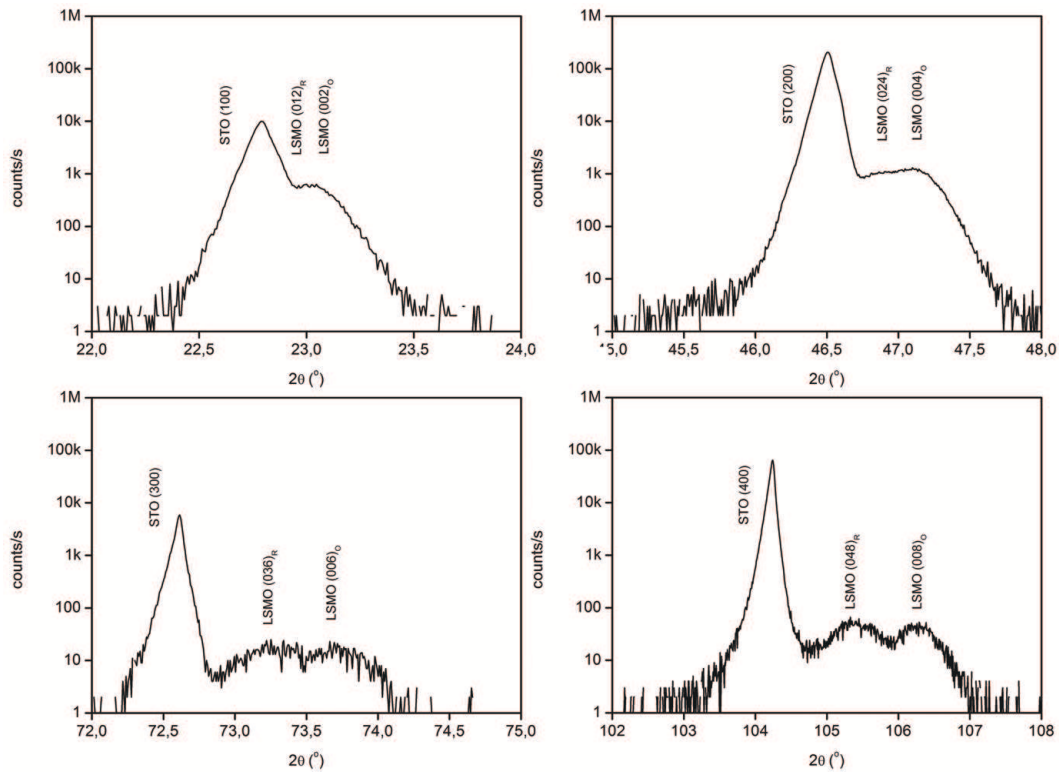 1M
100k
10k
1k
100
10
1
counts/s
STO (100)
LSMO (012)R
LSMO (002)O
22,0 22,5 23,0 23,5 24,0
2θ (°)
1M
100k
10k
1k
100
10
1
counts/s
STO (200)
LSMO (024)R
LSMO (004)O
5,0 45,5 46,0 46,5 47,0 47,5 48,0
2θ (°)
1M
100k
10k
1k
100
10
1
counts/s
STO (300)
LSMO (036)R
LSMO (006)O
72,0 72,5 73,0 73,5 74,0 74,5 75,0
2θ (°)
1M
100k
10k
1k
100
10
1
counts/s
STO (400)
LSMO (048)R
LSMO (008)O
102 103 104 105 106 107 108
2θ (°)